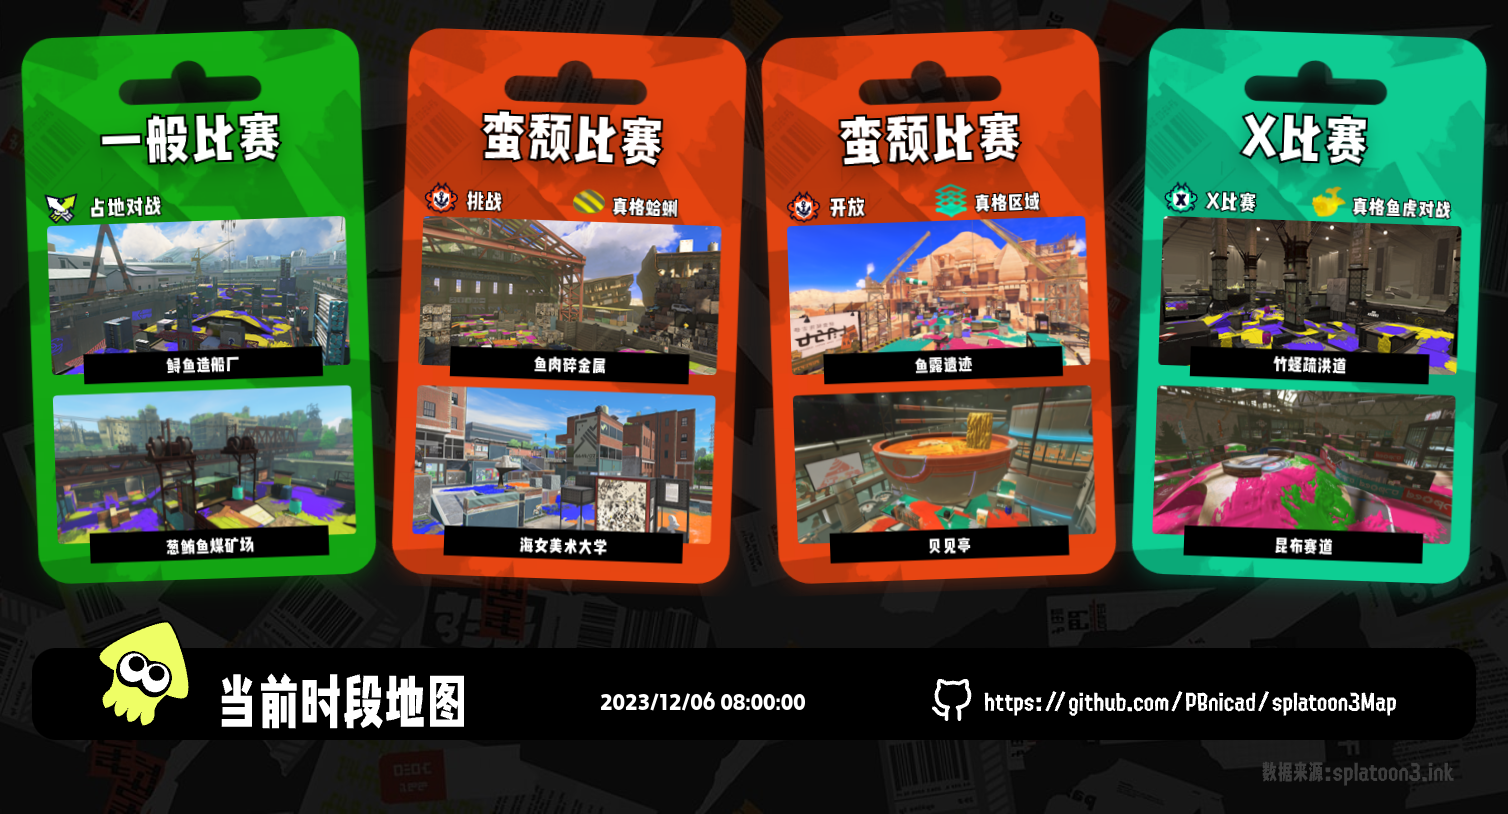 一般比赛
占地对战
鲟鱼造船厂
葱鲔鱼煤矿场
蛮颓比赛
挑战
真格蛤蜊
鱼肉碎金属
海女美术大学
蛮颓比赛
开放
真格区域
鱼露遗迹
贝贝亭
X比赛
X比赛
真格鱼虎对战
竹蛏疏洪道
昆布赛道
当前时段地图
2023/12/06 08:00:00
https://github.com/PBnicad/splatoon3Map
数据来源:splatoon3.ink